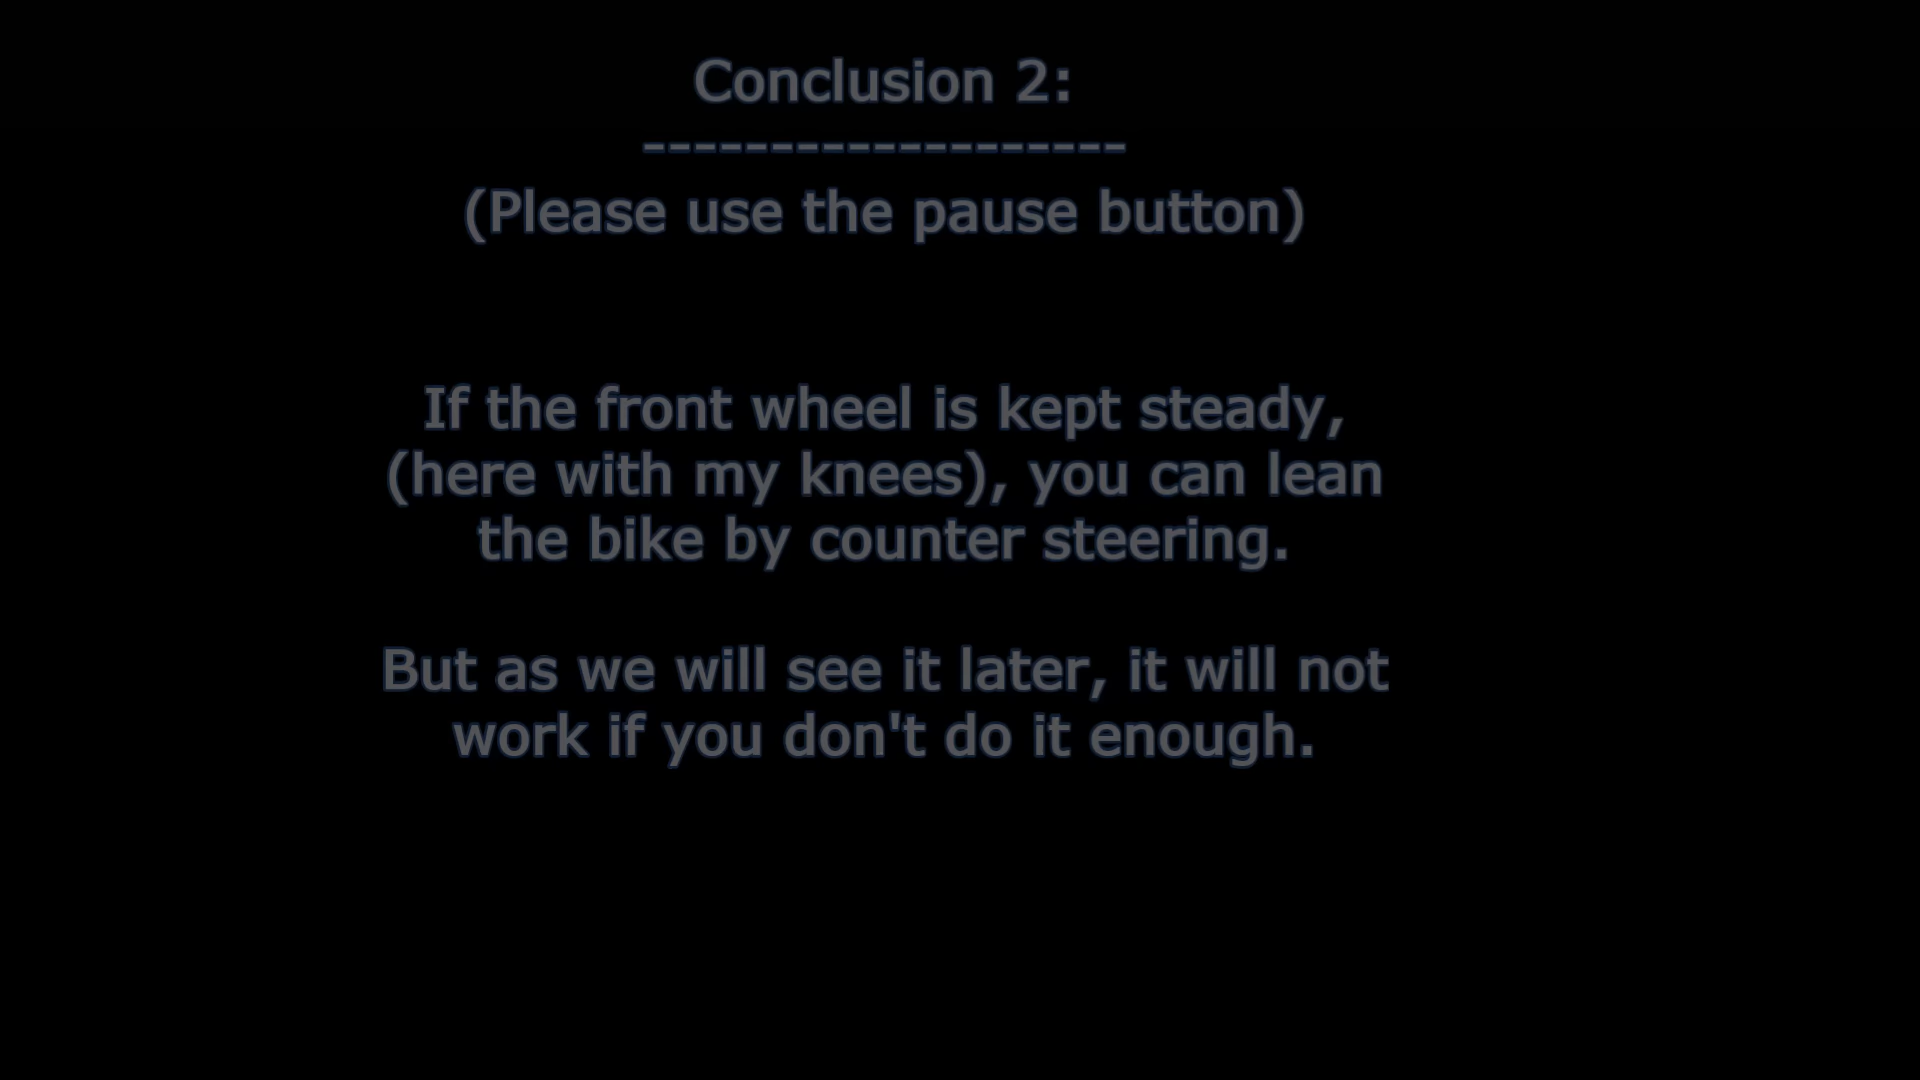 Conclusion 2:
-------------------
(Please use the pause button)
If the front wheel is kept steady,
(here with my knees), you can lean
the bike by counter steering.
But as we will see it later, it will not
work if you don't do it enough.